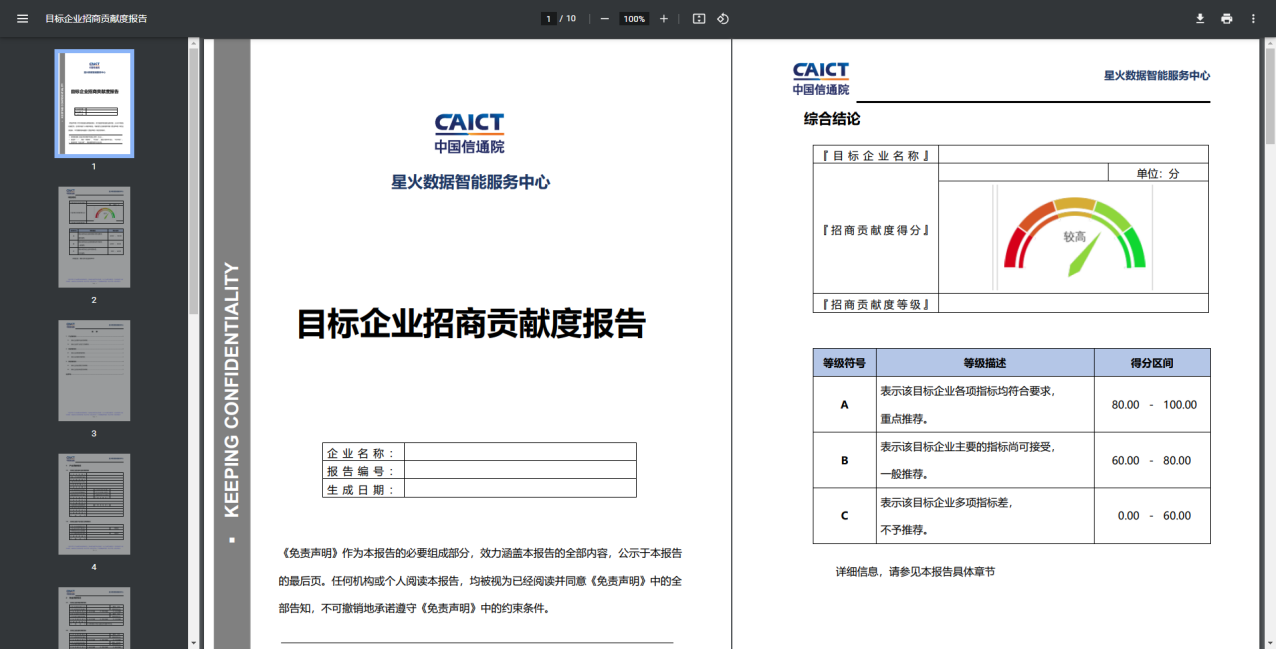 目标企业招商贡献度报告
1 / 10
100%
1
2
3
4
KEEPING CONFIDENTIALITY
CAICT
中国信通院
星火数据智能服务中心
目标企业招商贡献度报告
企业名称：
报告编号：
生成日期：
《免责声明》作为本报告的必要组成部分，效力涵盖本报告的全部内容，公示于本报告
的最后页。任何机构或个人阅读本报告，均被视为已经阅读并同意《免责声明》中的全
部告知，不可撤销地承诺遵守《免责声明》中的约束条件。
CAICT
中国信通院
星火数据智能服务中心
综合结论
『目标企业名称』
单位：分
『招商贡献度得分』
较高
『招商贡献度等级』
等级符号 等级描述 得分区间
A 表示该目标企业各项指标均符合要求，
重点推荐。 80.00 - 100.00
B 表示该目标企业主要的指标尚可接受，
一般推荐。 60.00 - 80.00
C 表示该目标企业多项指标差，
不予推荐。 0.00 - 60.00
详细信息，请参见本报告具体章节